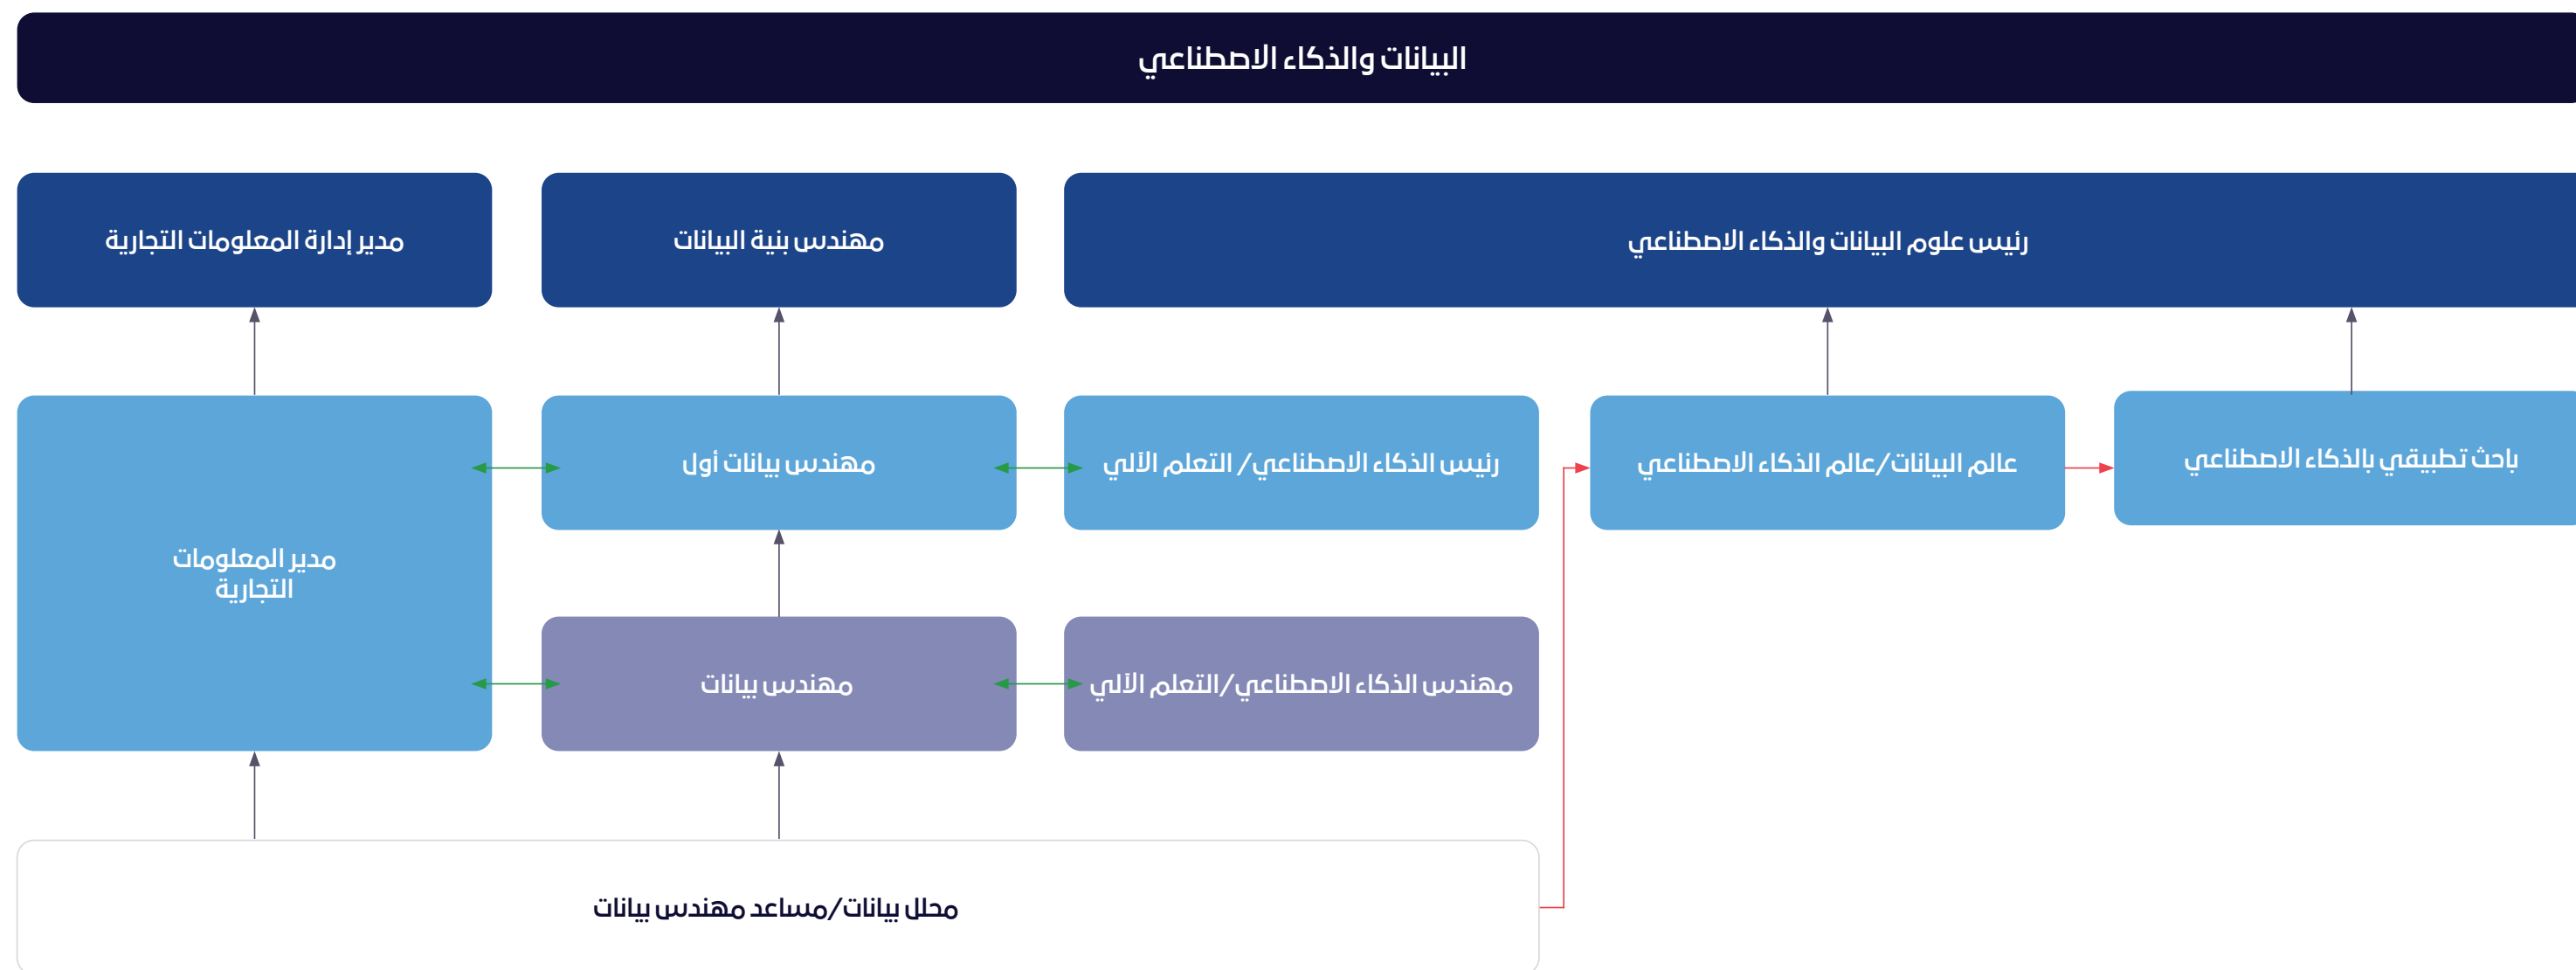 البيانات والذكاء الاصطناعي
رئيس علوم البيانات والذكاء الاصطناعي
مهندس بنية البيانات
مدير إدارة المعلومات التجارية
باحث تطبيقي بالذكاء الاصطناعي
عالم البيانات/عالم الذكاء الاصطناعي
رئيس الذكاء الاصطناعي/ التعلم الآلي
مهندس بيانات أول
مدير المعلومات
التجارية
مهندس الذكاء الاصطناعي/التعلم الآلي
مهندس بيانات
محلل بيانات/مساعد مهندس بيانات